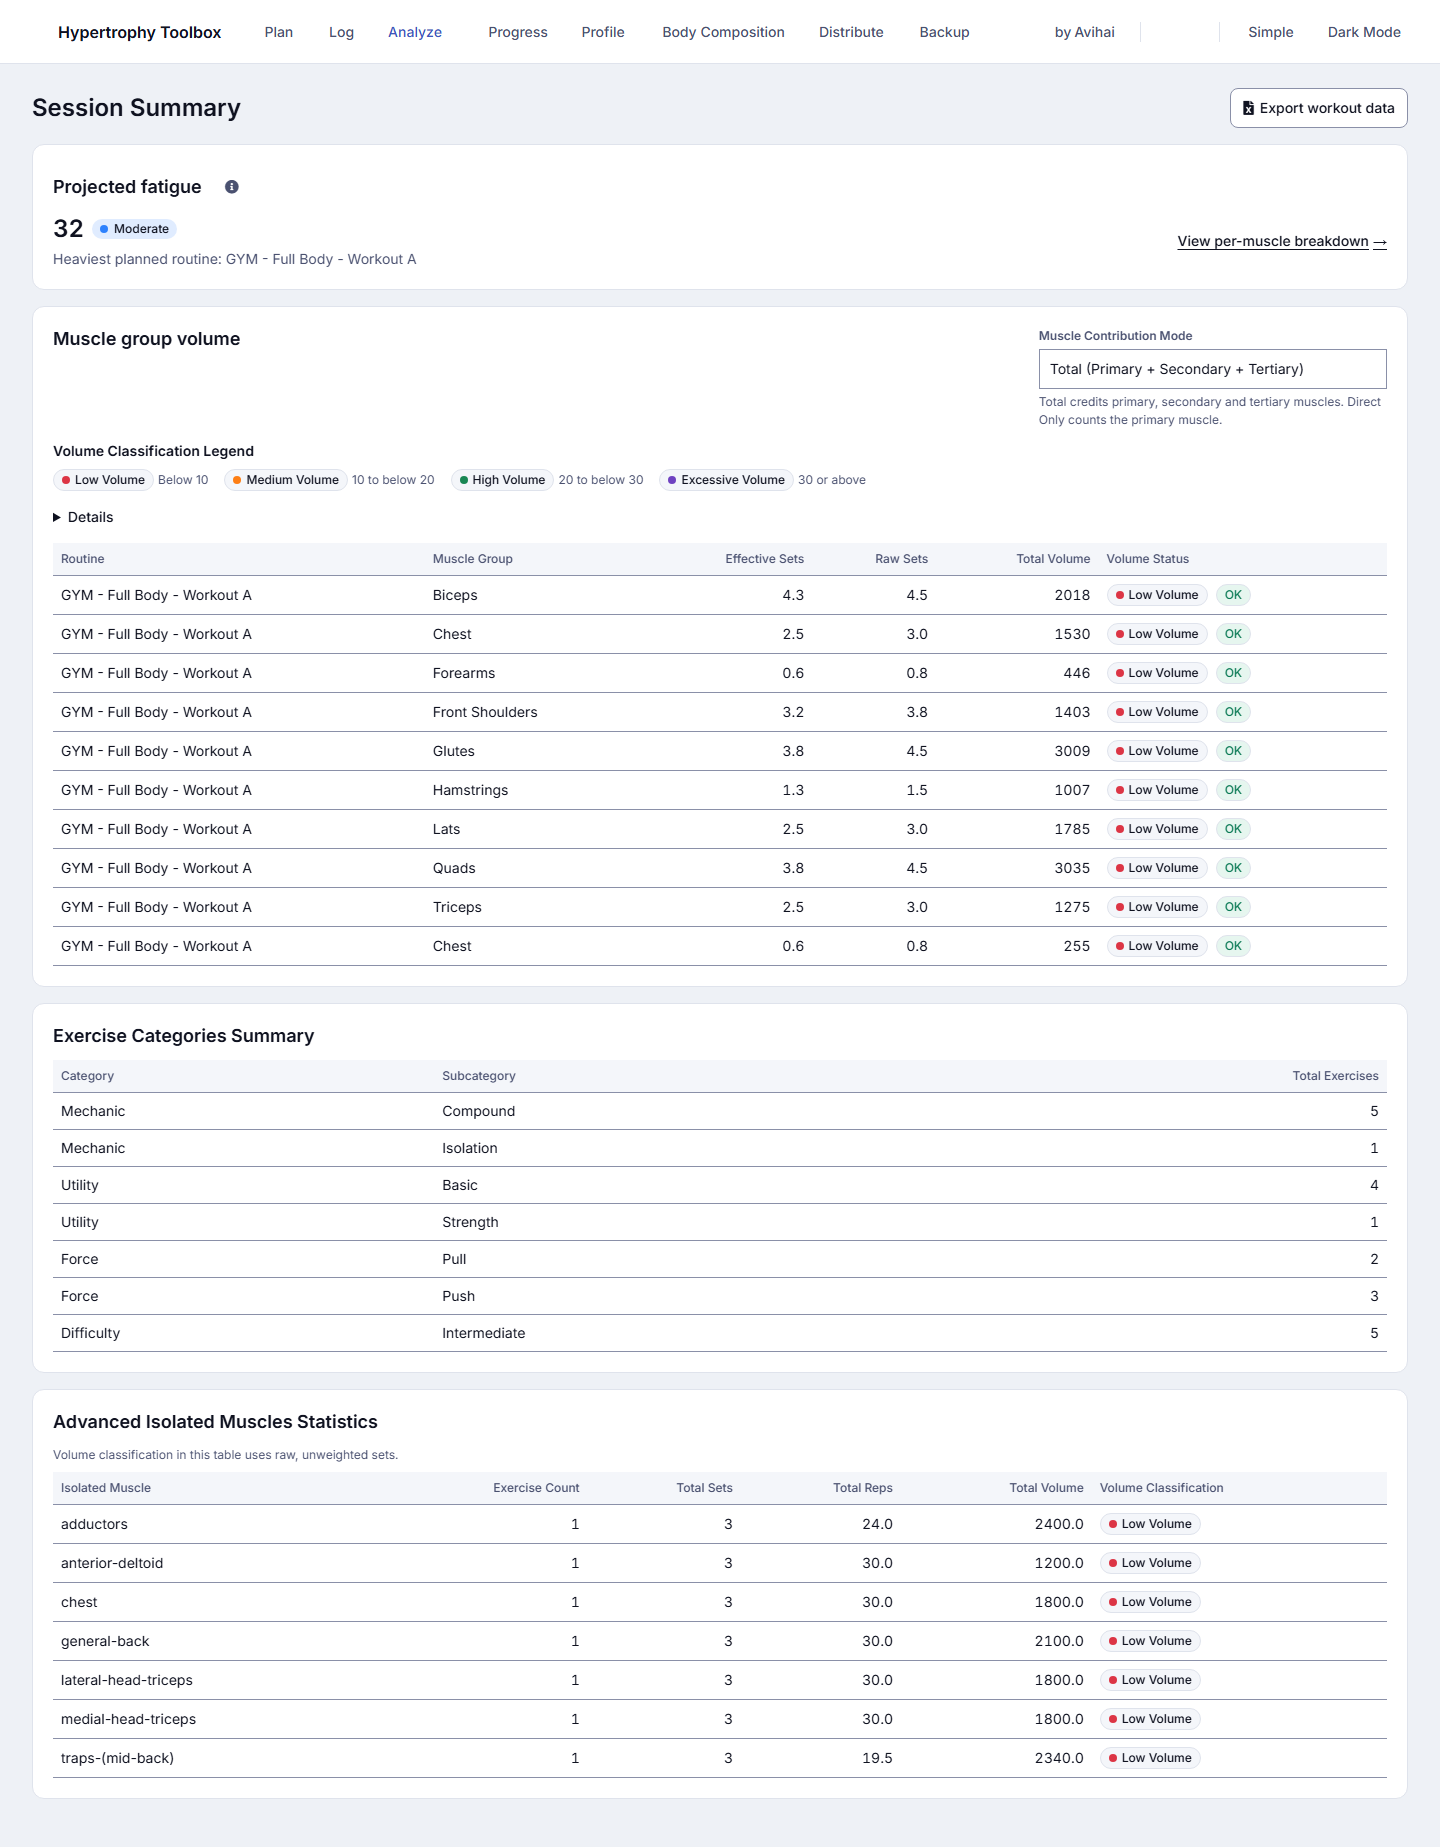 Hypertrophy Toolbox Plan Log Analyze Progress Profile Body Composition Distribute Backup by Avihai Simple Dark Mode
Session Summary
Export workout data
Projected fatigue
32 Moderate
Heaviest planned routine: GYM - Full Body - Workout A
View per-muscle breakdown →
Muscle group volume
Muscle Contribution Mode
Total (Primary + Secondary + Tertiary)
Total credits primary, secondary and tertiary muscles. Direct
Only counts the primary muscle.
Volume Classification Legend
Low Volume Below 10 Medium Volume 10 to below 20 High Volume 20 to below 30 Excessive Volume 30 or above
Details
Routine Muscle Group Effective Sets Raw Sets Total Volume Volume Status
GYM - Full Body - Workout A Biceps 4.3 4.5 2018 Low Volume OK
GYM - Full Body - Workout A Chest 2.5 3.0 1530 Low Volume OK
GYM - Full Body - Workout A Forearms 0.6 0.8 446 Low Volume OK
GYM - Full Body - Workout A Front Shoulders 3.2 3.8 1403 Low Volume OK
GYM - Full Body - Workout A Glutes 3.8 4.5 3009 Low Volume OK
GYM - Full Body - Workout A Hamstrings 1.3 1.5 1007 Low Volume OK
GYM - Full Body - Workout A Lats 2.5 3.0 1785 Low Volume OK
GYM - Full Body - Workout A Quads 3.8 4.5 3035 Low Volume OK
GYM - Full Body - Workout A Triceps 2.5 3.0 1275 Low Volume OK
GYM - Full Body - Workout A Chest 0.6 0.8 255 Low Volume OK
Exercise Categories Summary
Category Subcategory Total Exercises
Mechanic Compound 5
Mechanic Isolation 1
Utility Basic 4
Utility Strength 1
Force Pull 2
Force Push 3
Difficulty Intermediate 5
Advanced Isolated Muscles Statistics
Volume classification in this table uses raw, unweighted sets.
Isolated Muscle Exercise Count Total Sets Total Reps Total Volume Volume Classification
adductors 1 3 24.0 2400.0 Low Volume
anterior-deltoid 1 3 30.0 1200.0 Low Volume
chest 1 3 30.0 1800.0 Low Volume
general-back 1 3 30.0 2100.0 Low Volume
lateral-head-triceps 1 3 30.0 1800.0 Low Volume
medial-head-triceps 1 3 30.0 1800.0 Low Volume
traps-(mid-back) 1 3 19.5 2340.0 Low Volume